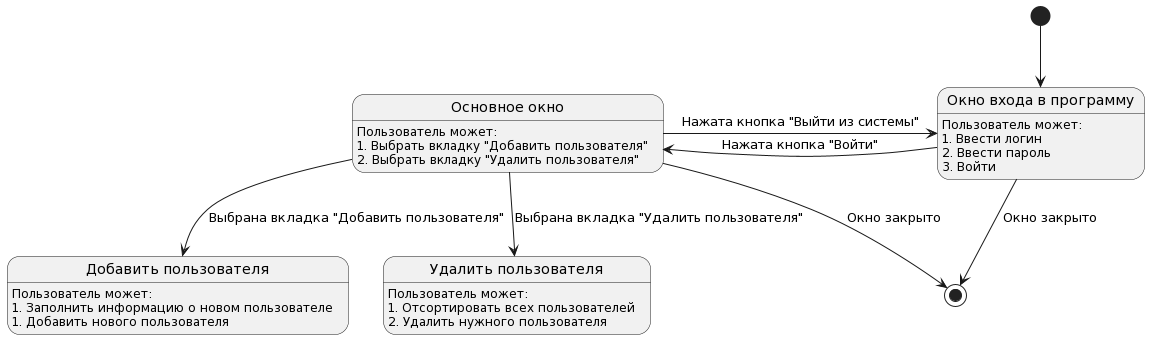 Окно входа в программу
Пользователь может:
1. Ввести логин
2. Ввести пароль
3. Войти
Основное окно
Пользователь может:
1. Выбрать вкладку "Добавить пользователя"
2. Выбрать вкладку "Удалить пользователя"
Нажата кнопка "Выйти из системы"
Нажата кнопка "Войти"
Выбрана вкладка "Добавить пользователя"
Выбрана вкладка "Удалить пользователя"
Окно закрыто
Окно закрыто
Добавить пользователя
Пользователь может:
1. Заполнить информацию о новом пользователе
1. Добавить нового пользователя
Удалить пользователя
Пользователь может:
1. Отсортировать всех пользователей
2. Удалить нужного пользователя